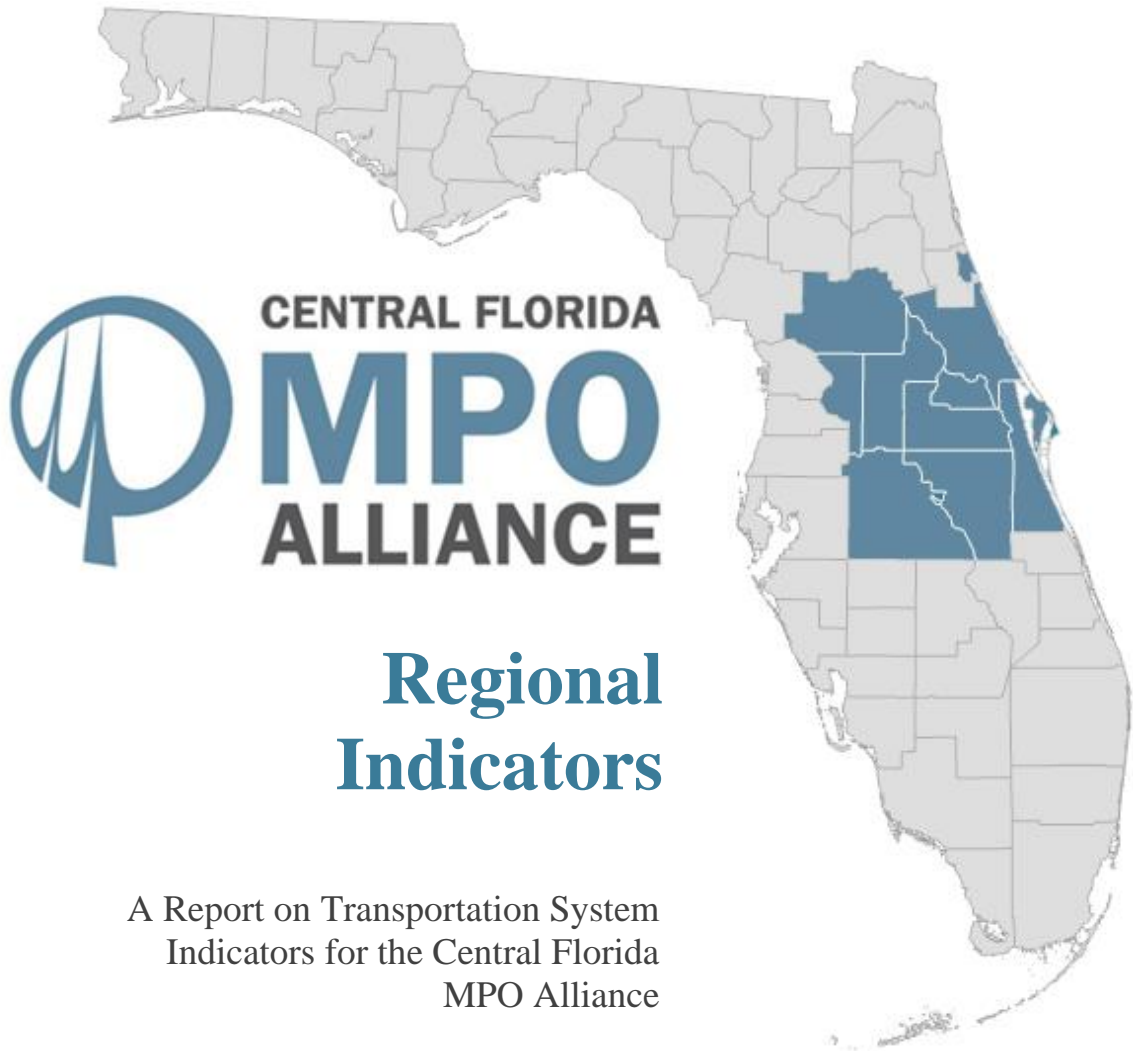 CENTRAL FLORIDA
MPO
ALLIANCE
Regional
Indicators
A Report on Transportation System
Indicators for the Central Florida
MPO Alliance